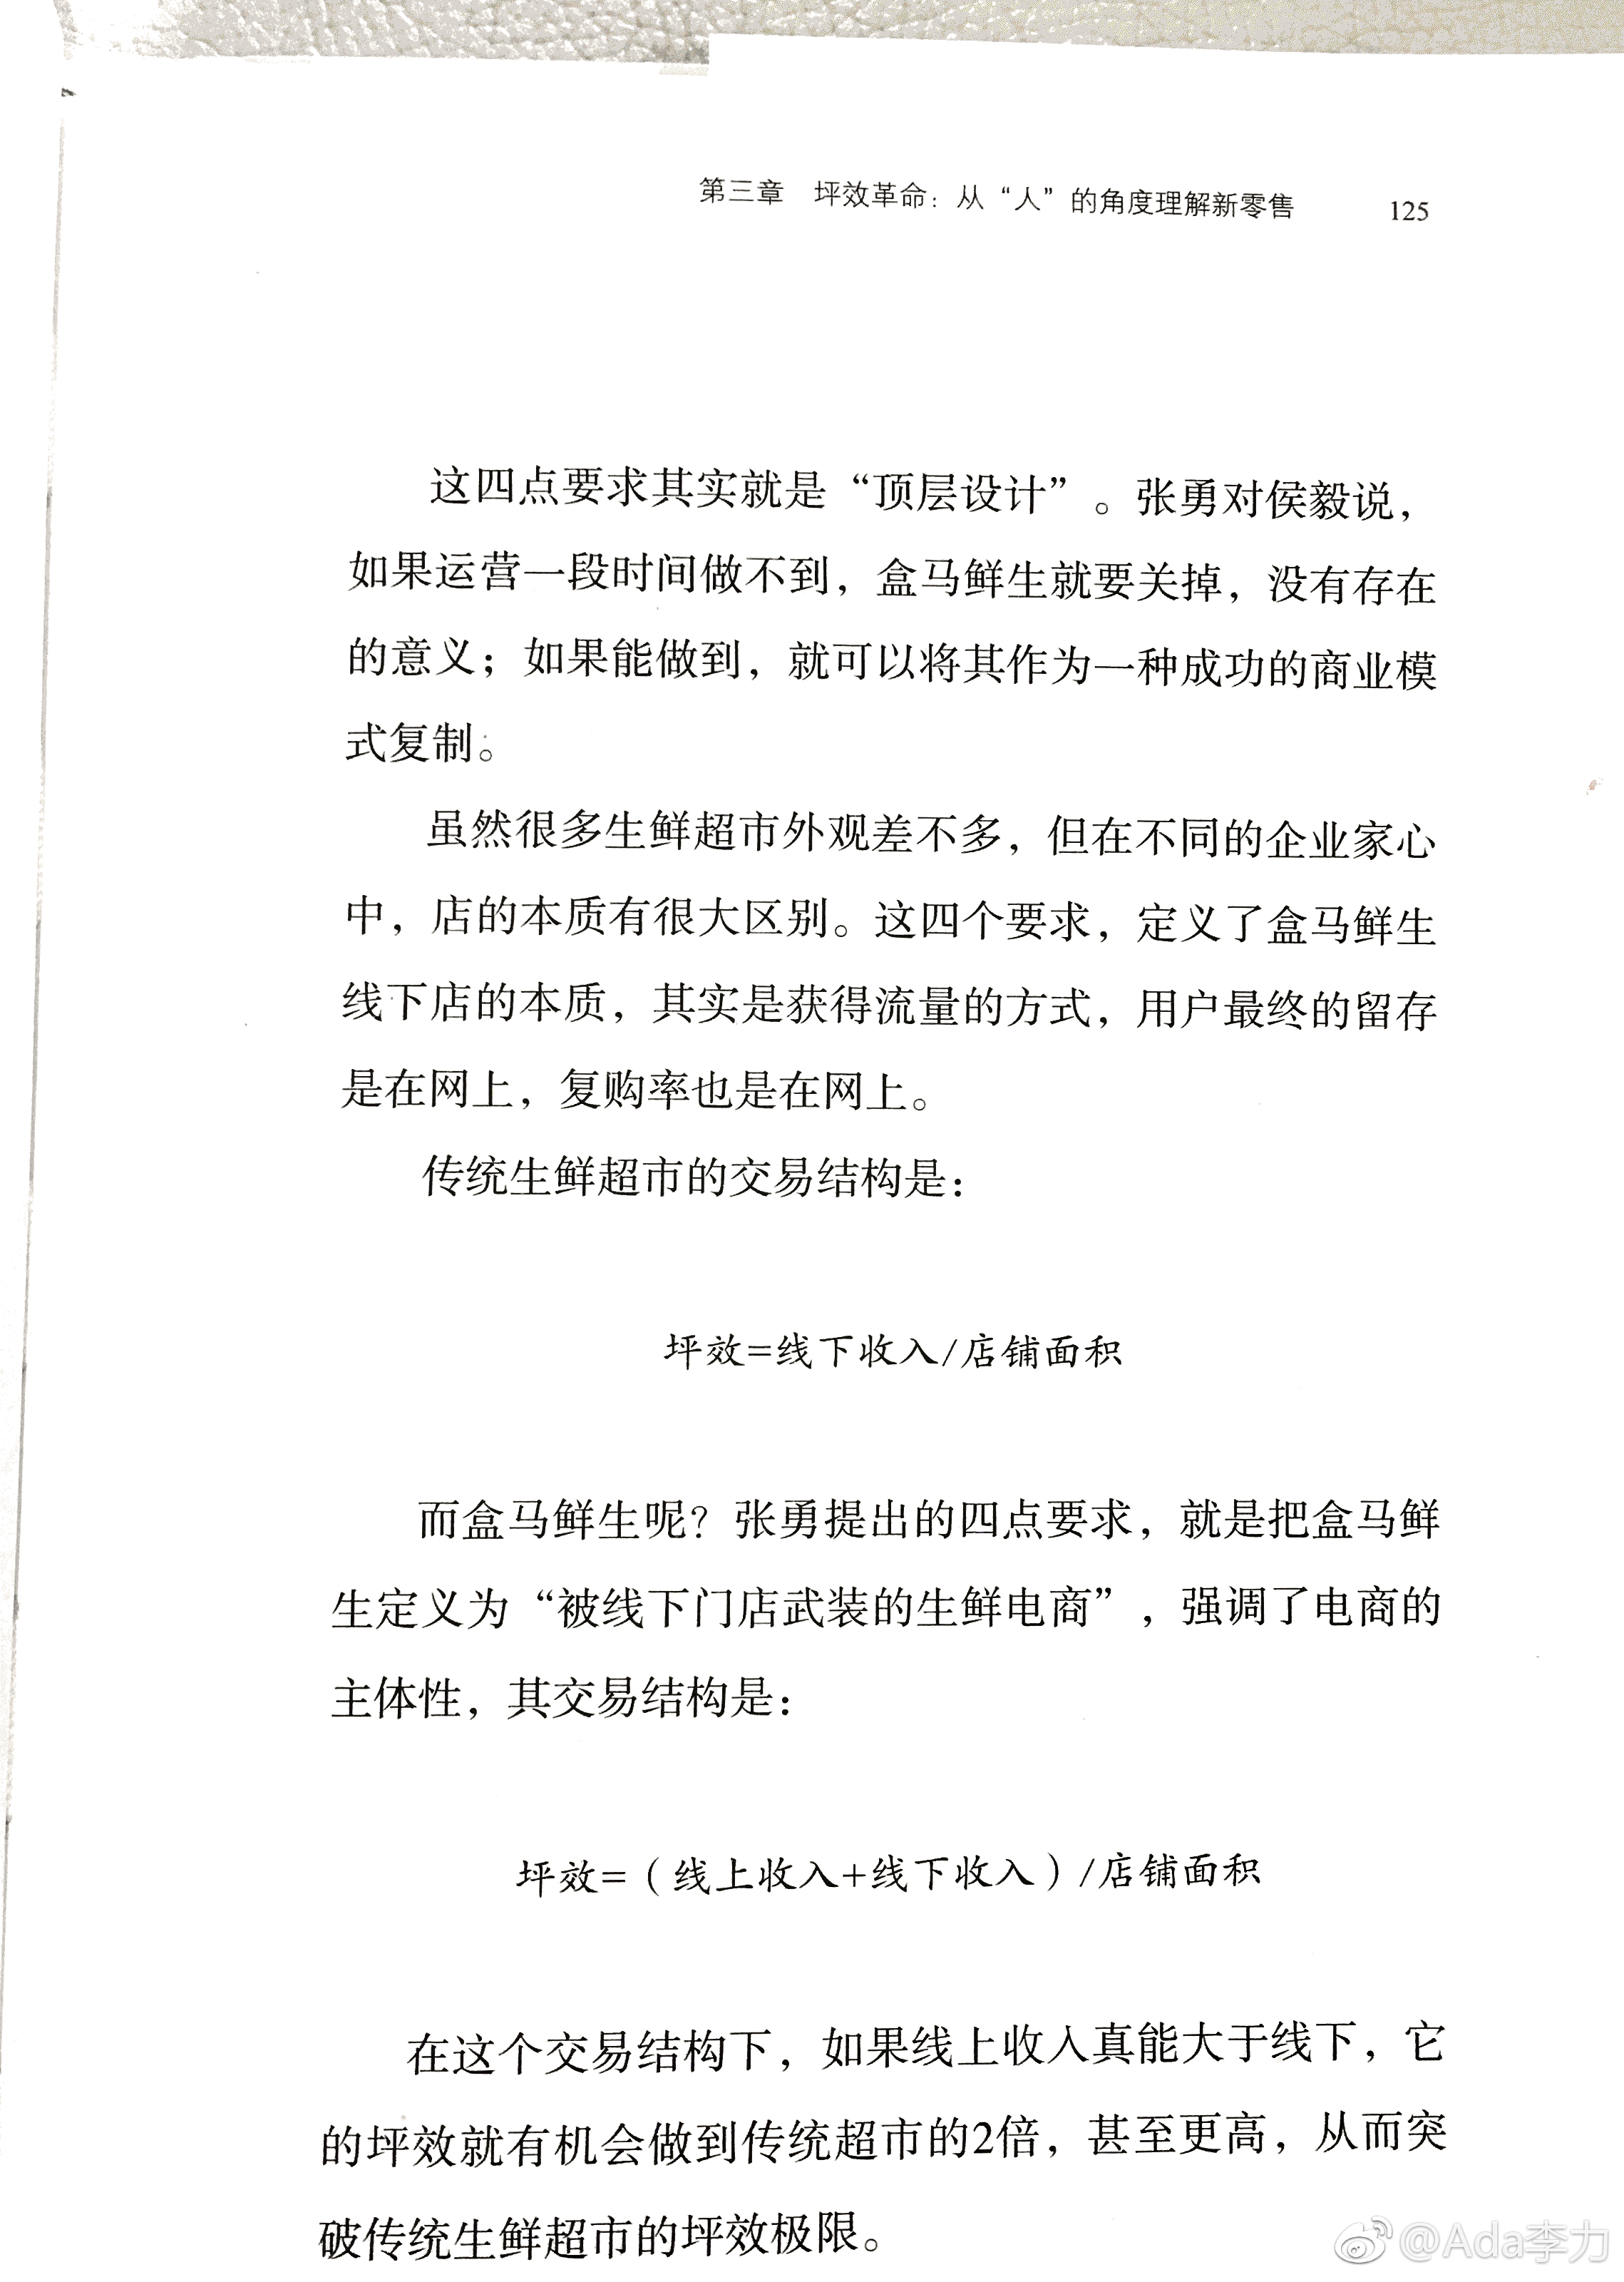 第三章 坪效革命：从“人”的角度理解新零售 125
这四点要求其实就是“顶层设计”。张勇对侯毅说，
如果运营一段时间做不到，盒马鲜生就要关掉，没有存在
的意义；如果能做到，就可以将其作为一种成功的商业模
式复制。
虽然很多生鲜超市外观差不多，但在不同的企业家心
中，店的本质有很大区别。这四个要求，定义了盒马鲜生
线下店的本质，其实是获得流量的方式，用户最终的留存
是在网上，复购率也是在网上。
传统生鲜超市的交易结构是：
坪效=线下收入/店铺面积
而盒马鲜生呢？张勇提出的四点要求，就是把盒马鲜
生定义为“被线下门店武装的生鲜电商”，强调了电商的
主体性，其交易结构是：
坪效=（线上收入+线下收入）/店铺面积
在这个交易结构下，如果线上收入真能大于线下，它
的坪效就有机会做到传统超市的2倍，甚至更高，从而突
破传统生鲜超市的坪效极限。
@Ada李力